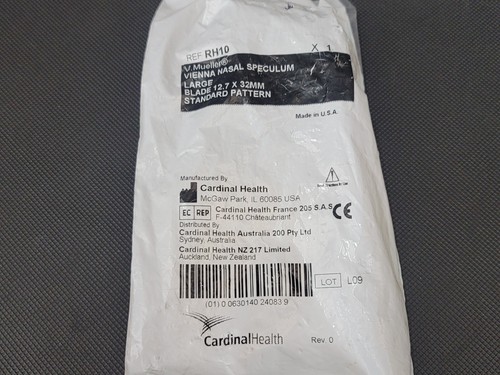 REF RH10 X 1
V. Mueller®
VIENNA NASAL SPECULUM
LARGE
BLADE 12.7 X 32MM
STANDARD PATTERN
Made in U.S.A.
Manufactured By
Cardinal Health
McGaw Park, IL 60085 USA
EC REP Cardinal Health France 205 S.A.S CE
F-44110 Châteaubriant
Distributed By
Cardinal Health Australia 200 Pty Ltd
Sydney, Australia
Cardinal Health NZ 217 Limited
Auckland, New Zealand
(01) 0 0630140 24083 9
LOT L09
CardinalHealth
Rev. 0